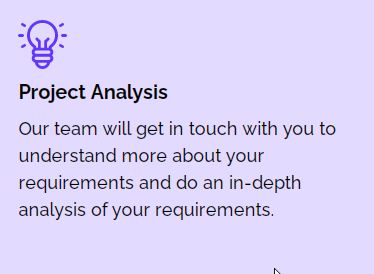 Project Analysis
Our team will get in touch with you to
understand more about your
requirements and do an in-depth
analysis of your requirements.